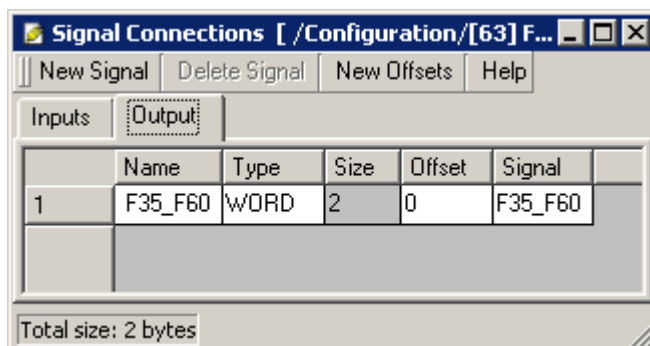 Signal Connections [ /Configuration/[63] F...
New Signal Delete Signal New Offsets Help
Inputs Output
Name Type Size Offset Signal
1 F35_F60 WORD 2 0 F35_F60
Total size: 2 bytes